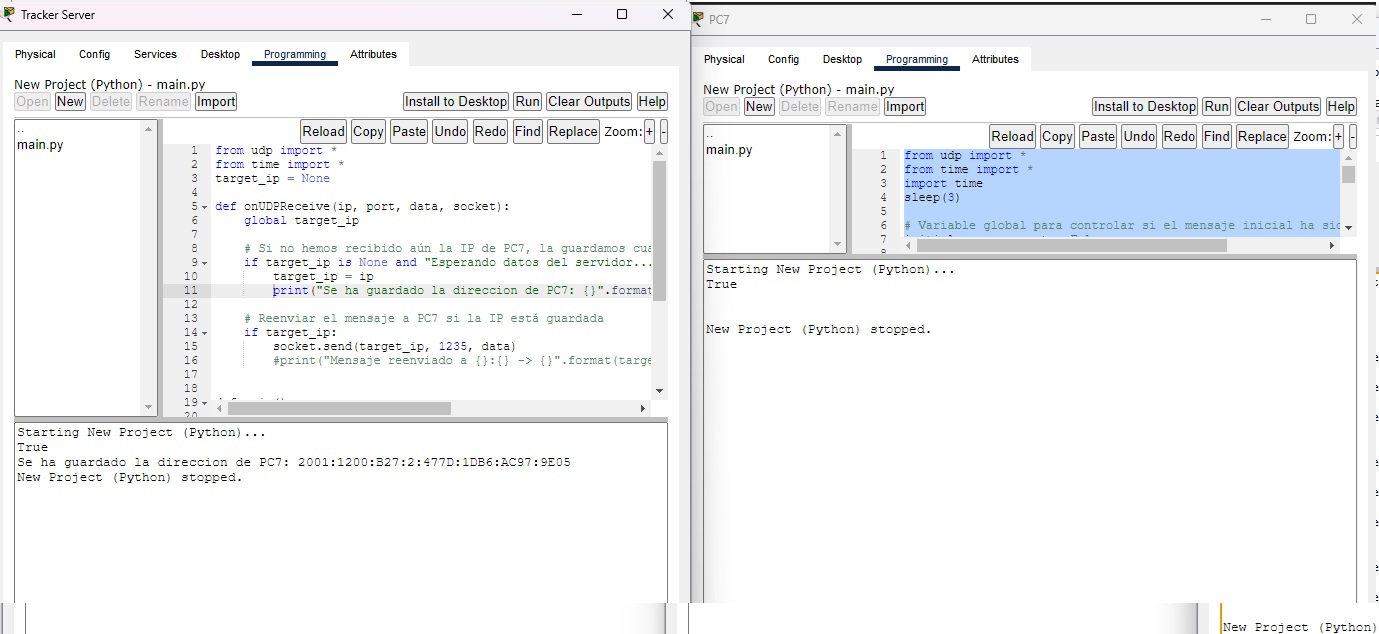 Tracker Server
Physical Config Services Desktop Programming Attributes
New Project (Python) - main.py
Open New Delete Rename Import Install to Desktop Run Clear Outputs Help
Reload Copy Paste Undo Redo Find Replace Zoom: + -
..
main.py
1 from udp import *
2 from time import *
3 target_ip = None
4
5 def onUDPReceive(ip, port, data, socket):
6 global target_ip
7
8 # Si no hemos recibido aún la IP de PC7, la guardamos cua
9 if target_ip is None and "Esperando datos del servidor...
10 target_ip = ip
11 print("Se ha guardado la direccion de PC7: {}".format
12
13 # Reenviar el mensaje a PC7 si la IP está guardada
14 if target_ip:
15 socket.send(target_ip, 1235, data)
16 #print("Mensaje reenviado a {}:{} -> {}".format(targe
17
18
19
20
Starting New Project (Python)...
True
Se ha guardado la direccion de PC7: 2001:1200:B27:2:477D:1DB6:AC97:9E05
New Project (Python) stopped.
PC7
Physical Config Desktop Programming Attributes
New Project (Python) - main.py
Open New Delete Rename Import Install to Desktop Run Clear Outputs Help
Reload Copy Paste Undo Redo Find Replace Zoom: + -
..
main.py
1 from udp import *
2 from time import *
3 import time
4 sleep(3)
5
6 # Variable global para controlar si el mensaje inicial ha sid
7
8
Starting New Project (Python)...
True
New Project (Python) stopped.
New Project (Python)